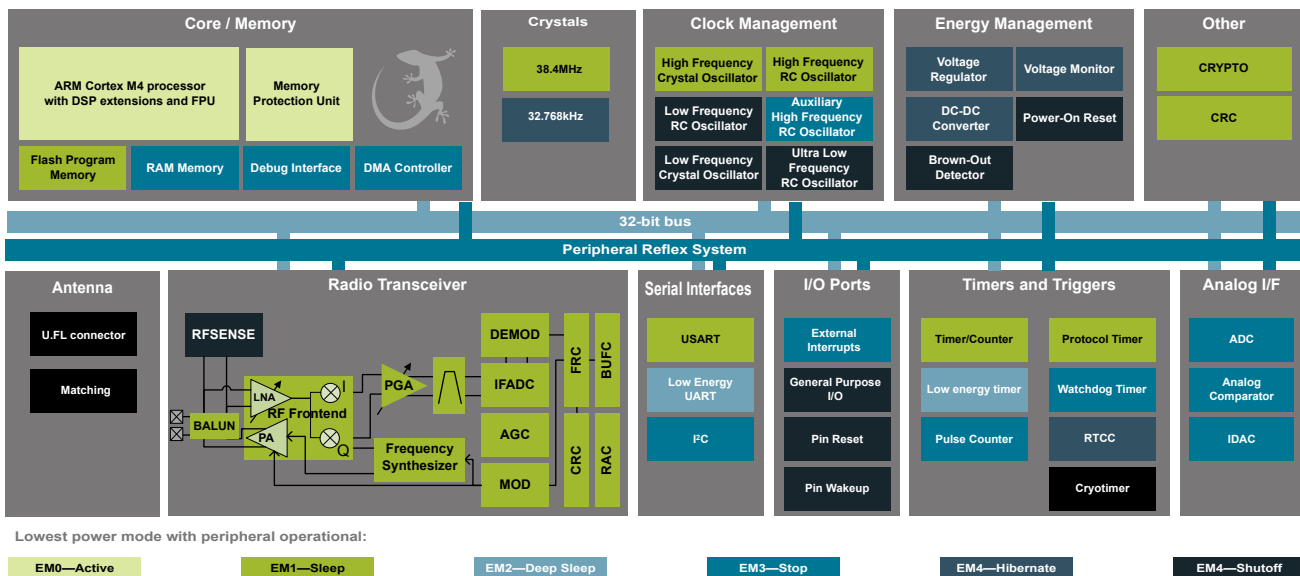 Core / Memory
ARM Cortex M4 processor
with DSP extensions and FPU
Memory
Protection Unit
Flash Program
Memory
RAM Memory
Debug Interface
DMA Controller
Crystals
38.4MHz
32.768kHz
Clock Management
High Frequency
Crystal Oscillator
High Frequency
RC Oscillator
Low Frequency
RC Oscillator
Auxiliary
High Frequency
RC Oscillator
Low Frequency
Crystal Oscillator
Ultra Low
Frequency
RC Oscillator
Energy Management
Voltage
Regulator
Voltage Monitor
DC-DC
Converter
Power-On Reset
Brown-Out
Detector
Other
CRYPTO
CRC
32-bit bus
Peripheral Reflex System
Antenna
U.FL connector
Matching
Radio Transceiver
RFSENSE
LNA
RF Frontend
I
PA
Q
BALUN
PGA
Frequency
Synthesizer
DEMOD
IFADC
AGC
MOD
FRC
BUFC
CRC
RAC
Serial Interfaces
USART
Low Energy
UART
I²C
I/O Ports
External
Interrupts
General Purpose
I/O
Pin Reset
Pin Wakeup
Timers and Triggers
Timer/Counter
Protocol Timer
Low energy timer
Watchdog Timer
Pulse Counter
RTCC
Cryotimer
Analog I/F
ADC
Analog
Comparator
IDAC
Lowest power mode with peripheral operational:
EM0—Active
EM1—Sleep
EM2—Deep Sleep
EM3—Stop
EM4—Hibernate
EM4—Shutoff